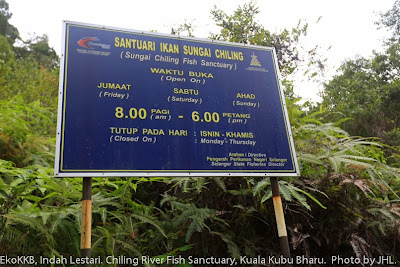 SANTUARI IKAN SUNGAI CHILING
( Sungai Chiling Fish Sanctuary )
WAKTU BUKA
( Open On )
JUMAAT SABTU AHAD
( Friday ) ( Saturday ) ( Sunday )
8.00 PAGI ( am ) - 6.00 PETANG ( pm )
TUTUP PADA HARI : ISNIN - KHAMIS
( Closed On ) : Monday - Thursday
Arahan / Directive
Pengarah Perikanan Negeri Selangor
Selangor State Fisheries Director
EkoKKB, Indah Lestari. Chiling River Fish Sanctuary, Kuala Kubu Bharu. Photo by JHL.